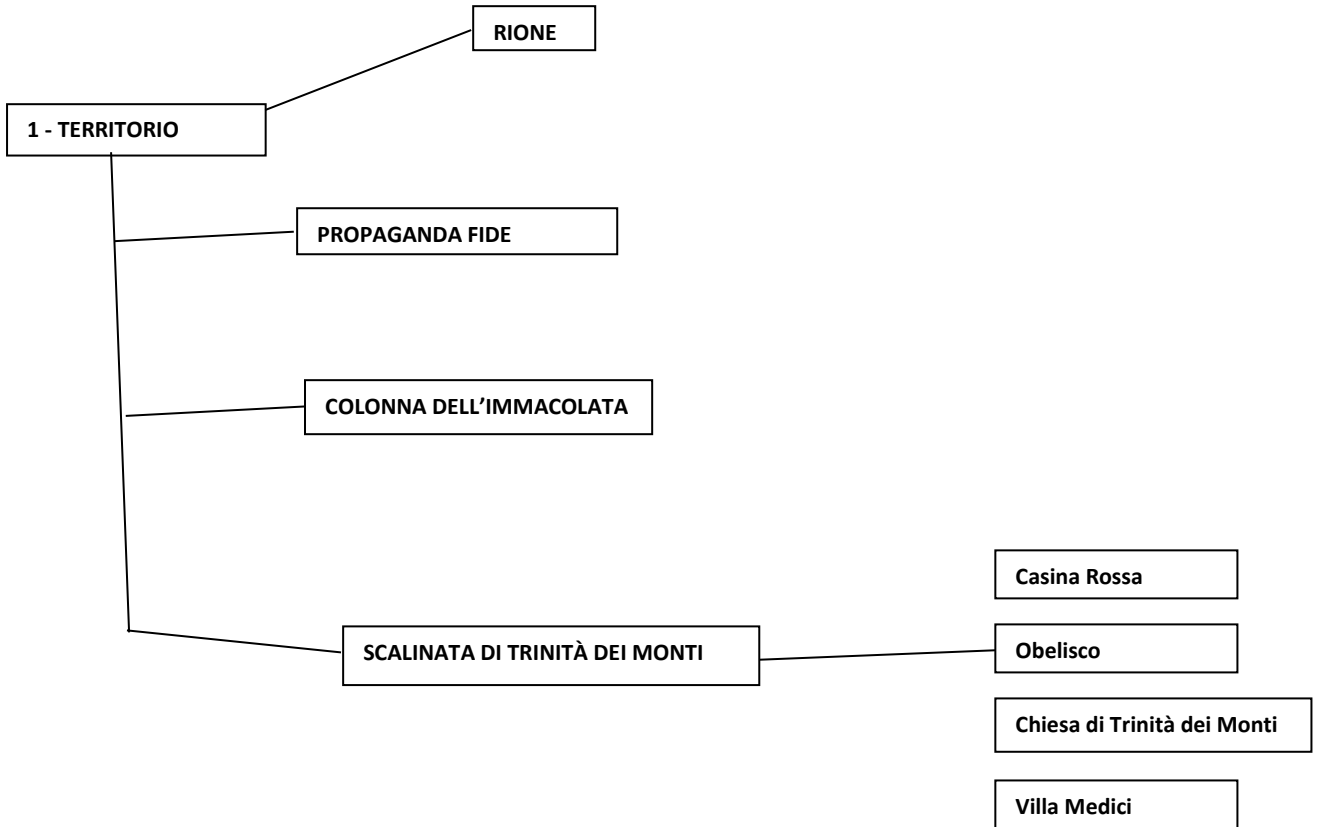 RIONE
1 - TERRITORIO
PROPAGANDA FIDE
COLONNA DELL’IMMACOLATA
SCALINATA DI TRINITÀ DEI MONTI
Casina Rossa
Obelisco
Chiesa di Trinità dei Monti
Villa Medici